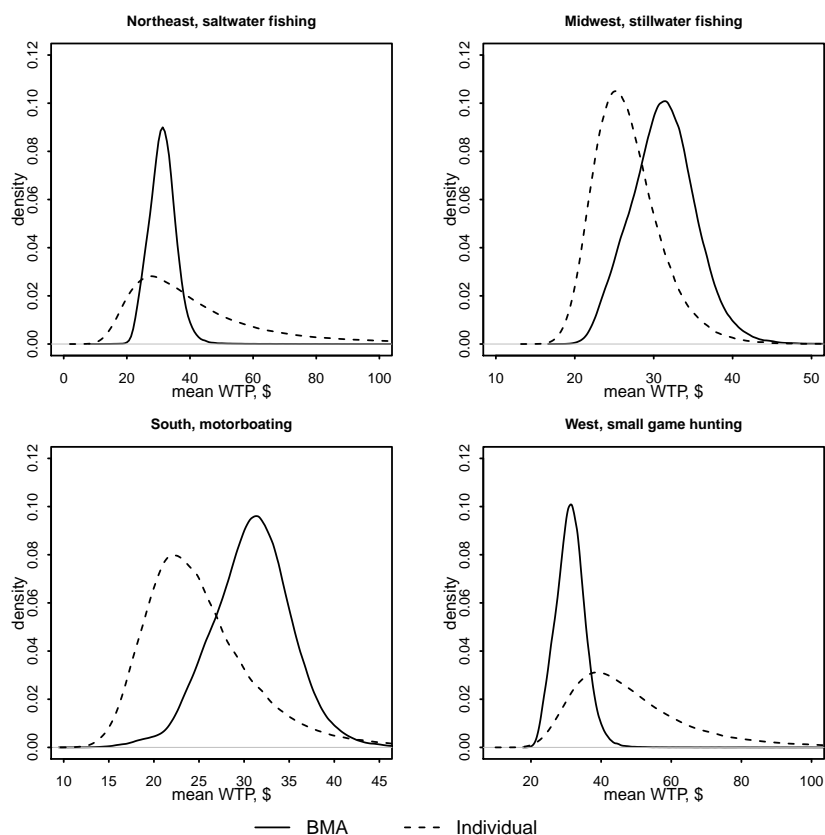 Northeast, saltwater fishing
0.00 0.02 0.04 0.06 0.08 0.10 0.12
density
0 20 40 60 80 100
mean WTP, $
Midwest, stillwater fishing
0.00 0.02 0.04 0.06 0.08 0.10 0.12
density
10 20 30 40 50
mean WTP, $
South, motorboating
0.00 0.02 0.04 0.06 0.08 0.10 0.12
density
10 15 20 25 30 35 40 45
mean WTP, $
West, small game hunting
0.00 0.02 0.04 0.06 0.08 0.10 0.12
density
20 40 60 80 100
mean WTP, $
BMA Individual